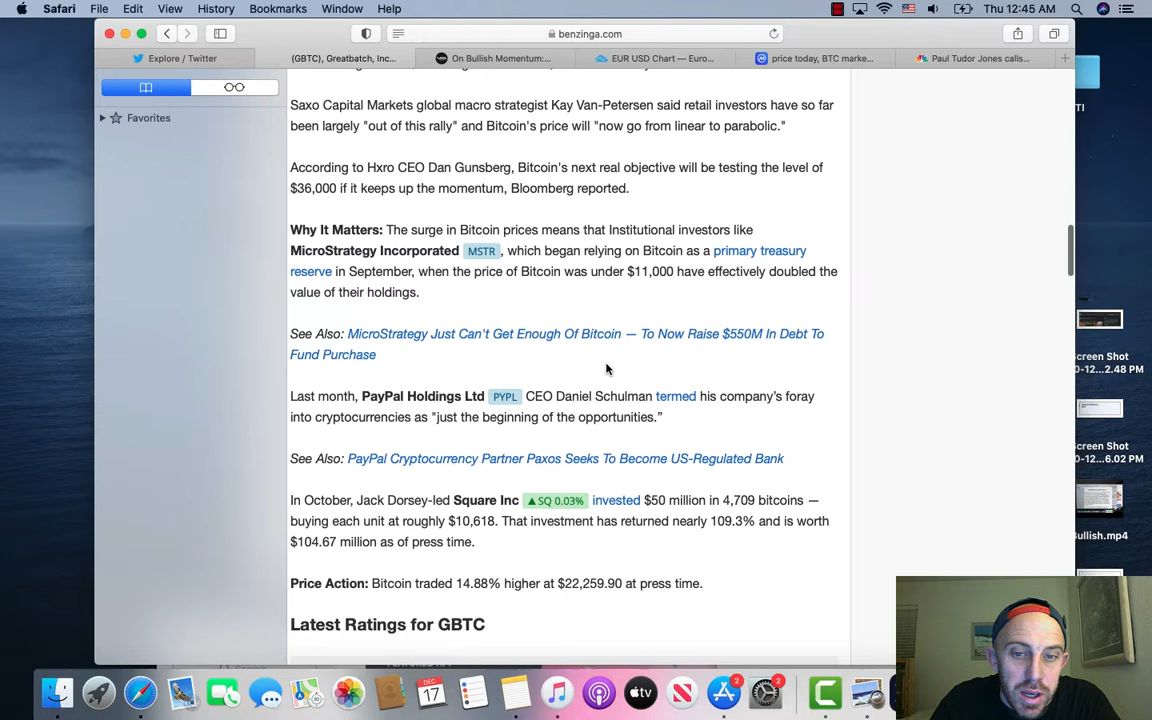 Safari File Edit View History Bookmarks Window Help Thu 12:45 AM
benzinga.com
Explore / Twitter (GBTC), Greatbatch, Inc... On Bullish Momentum:... EUR USD Chart — Euro... price today, BTC marke... Paul Tudor Jones calls...
Favorites
Saxo Capital Markets global macro strategist Kay Van-Petersen said retail investors have so far
been largely "out of this rally" and Bitcoin's price will "now go from linear to parabolic."
According to Hxro CEO Dan Gunsberg, Bitcoin's next real objective will be testing the level of
$36,000 if it keeps up the momentum, Bloomberg reported.
Why It Matters: The surge in Bitcoin prices means that Institutional investors like
MicroStrategy Incorporated MSTR, which began relying on Bitcoin as a primary treasury
reserve in September, when the price of Bitcoin was under $11,000 have effectively doubled the
value of their holdings.
See Also: MicroStrategy Just Can't Get Enough Of Bitcoin — To Now Raise $550M In Debt To
Fund Purchase
Last month, PayPal Holdings Ltd PYPL CEO Daniel Schulman termed his company's foray
into cryptocurrencies as "just the beginning of the opportunities.”
See Also: PayPal Cryptocurrency Partner Paxos Seeks To Become US-Regulated Bank
In October, Jack Dorsey-led Square Inc ▲SQ 0.03% invested $50 million in 4,709 bitcoins —
buying each unit at roughly $10,618. That investment has returned nearly 109.3% and is worth
$104.67 million as of press time.
Price Action: Bitcoin traded 14.88% higher at $22,259.90 at press time.
Latest Ratings for GBTC
TI
Screen Shot
0-12...2.48 PM
Screen Shot
0-12...6.02 PM
ullish.mp4
DEC
17
tv
2
2